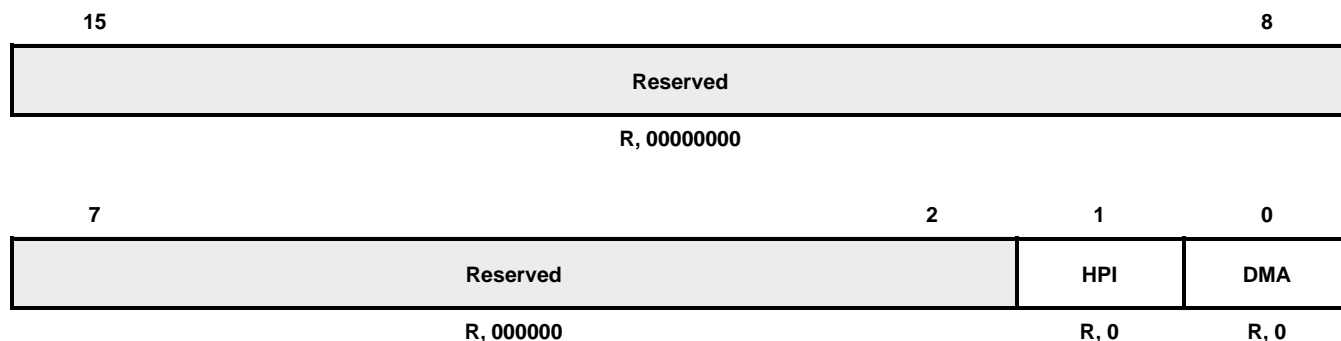 15 8
Reserved
R, 00000000
7 2 1 0
Reserved HPI DMA
R, 000000 R, 0 R, 0